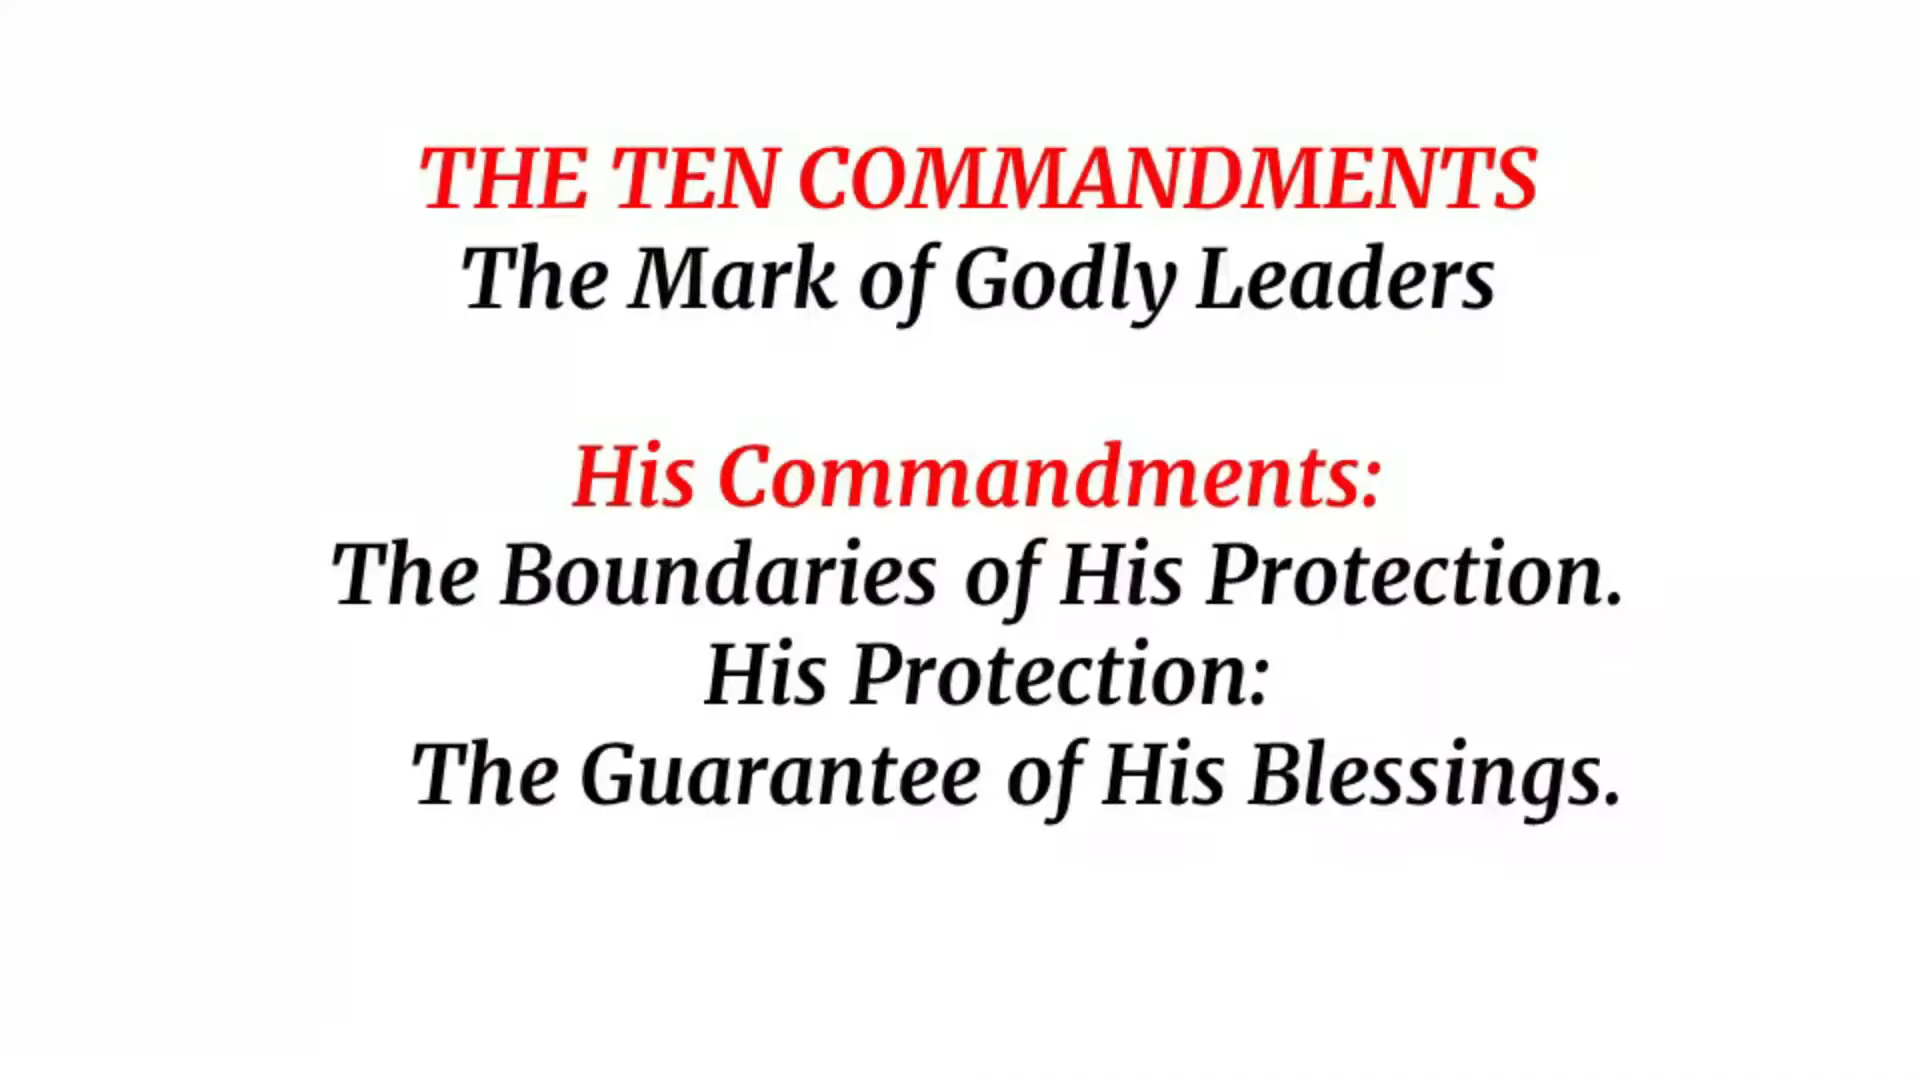 THE TEN COMMANDMENTS
The Mark of Godly Leaders
His Commandments:
The Boundaries of His Protection.
His Protection:
The Guarantee of His Blessings.